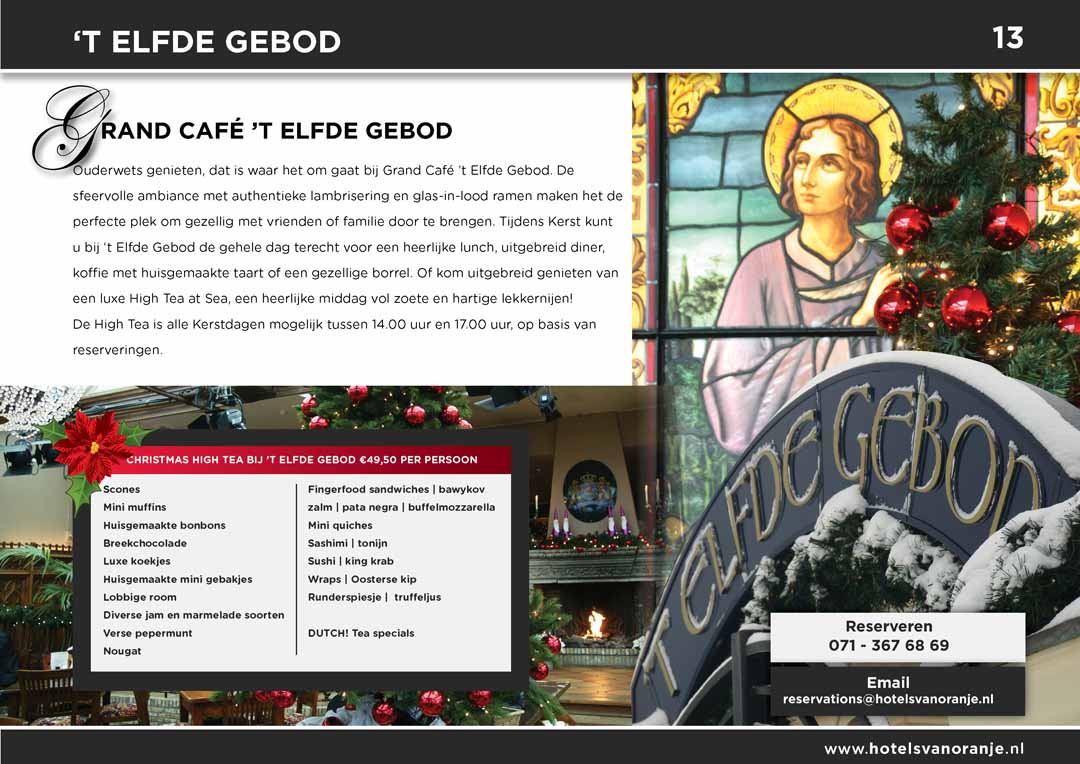 ‘T ELFDE GEBOD
13
GRAND CAFÉ ’T ELFDE GEBOD
Ouderwets genieten, dat is waar het om gaat bij Grand Café ’t Elfde Gebod. De
sfeervolle ambiance met authentieke lambrisering en glas-in-lood ramen maken het de
perfecte plek om gezellig met vrienden of familie door te brengen. Tijdens Kerst kunt
u bij ‘t Elfde Gebod de gehele dag terecht voor een heerlijke lunch, uitgebreid diner,
koffie met huisgemaakte taart of een gezellige borrel. Of kom uitgebreid genieten van
een luxe High Tea at Sea, een heerlijke middag vol zoete en hartige lekkernijen!
De High Tea is alle Kerstdagen mogelijk tussen 14.00 uur en 17.00 uur, op basis van
reserveringen.
CHRISTMAS HIGH TEA BIJ ’T ELFDE GEBOD €49,50 PER PERSOON
Scones
Mini muffins
Huisgemaakte bonbons
Breekchocolade
Luxe koekjes
Huisgemaakte mini gebakjes
Lobbige room
Diverse jam en marmelade soorten
Verse pepermunt
Nougat
Fingerfood sandwiches | bawykov
zalm | pata negra | buffelmozzarella
Mini quiches
Sashimi | tonijn
Sushi | king krab
Wraps | Oosterse kip
Runderspiesje | truffeljus
DUTCH! Tea specials
'T ELFDE GEBOD
Reserveren
071 - 367 68 69
Email
reservations@hotelsvanoranje.nl
www.hotelsvanoranje.nl